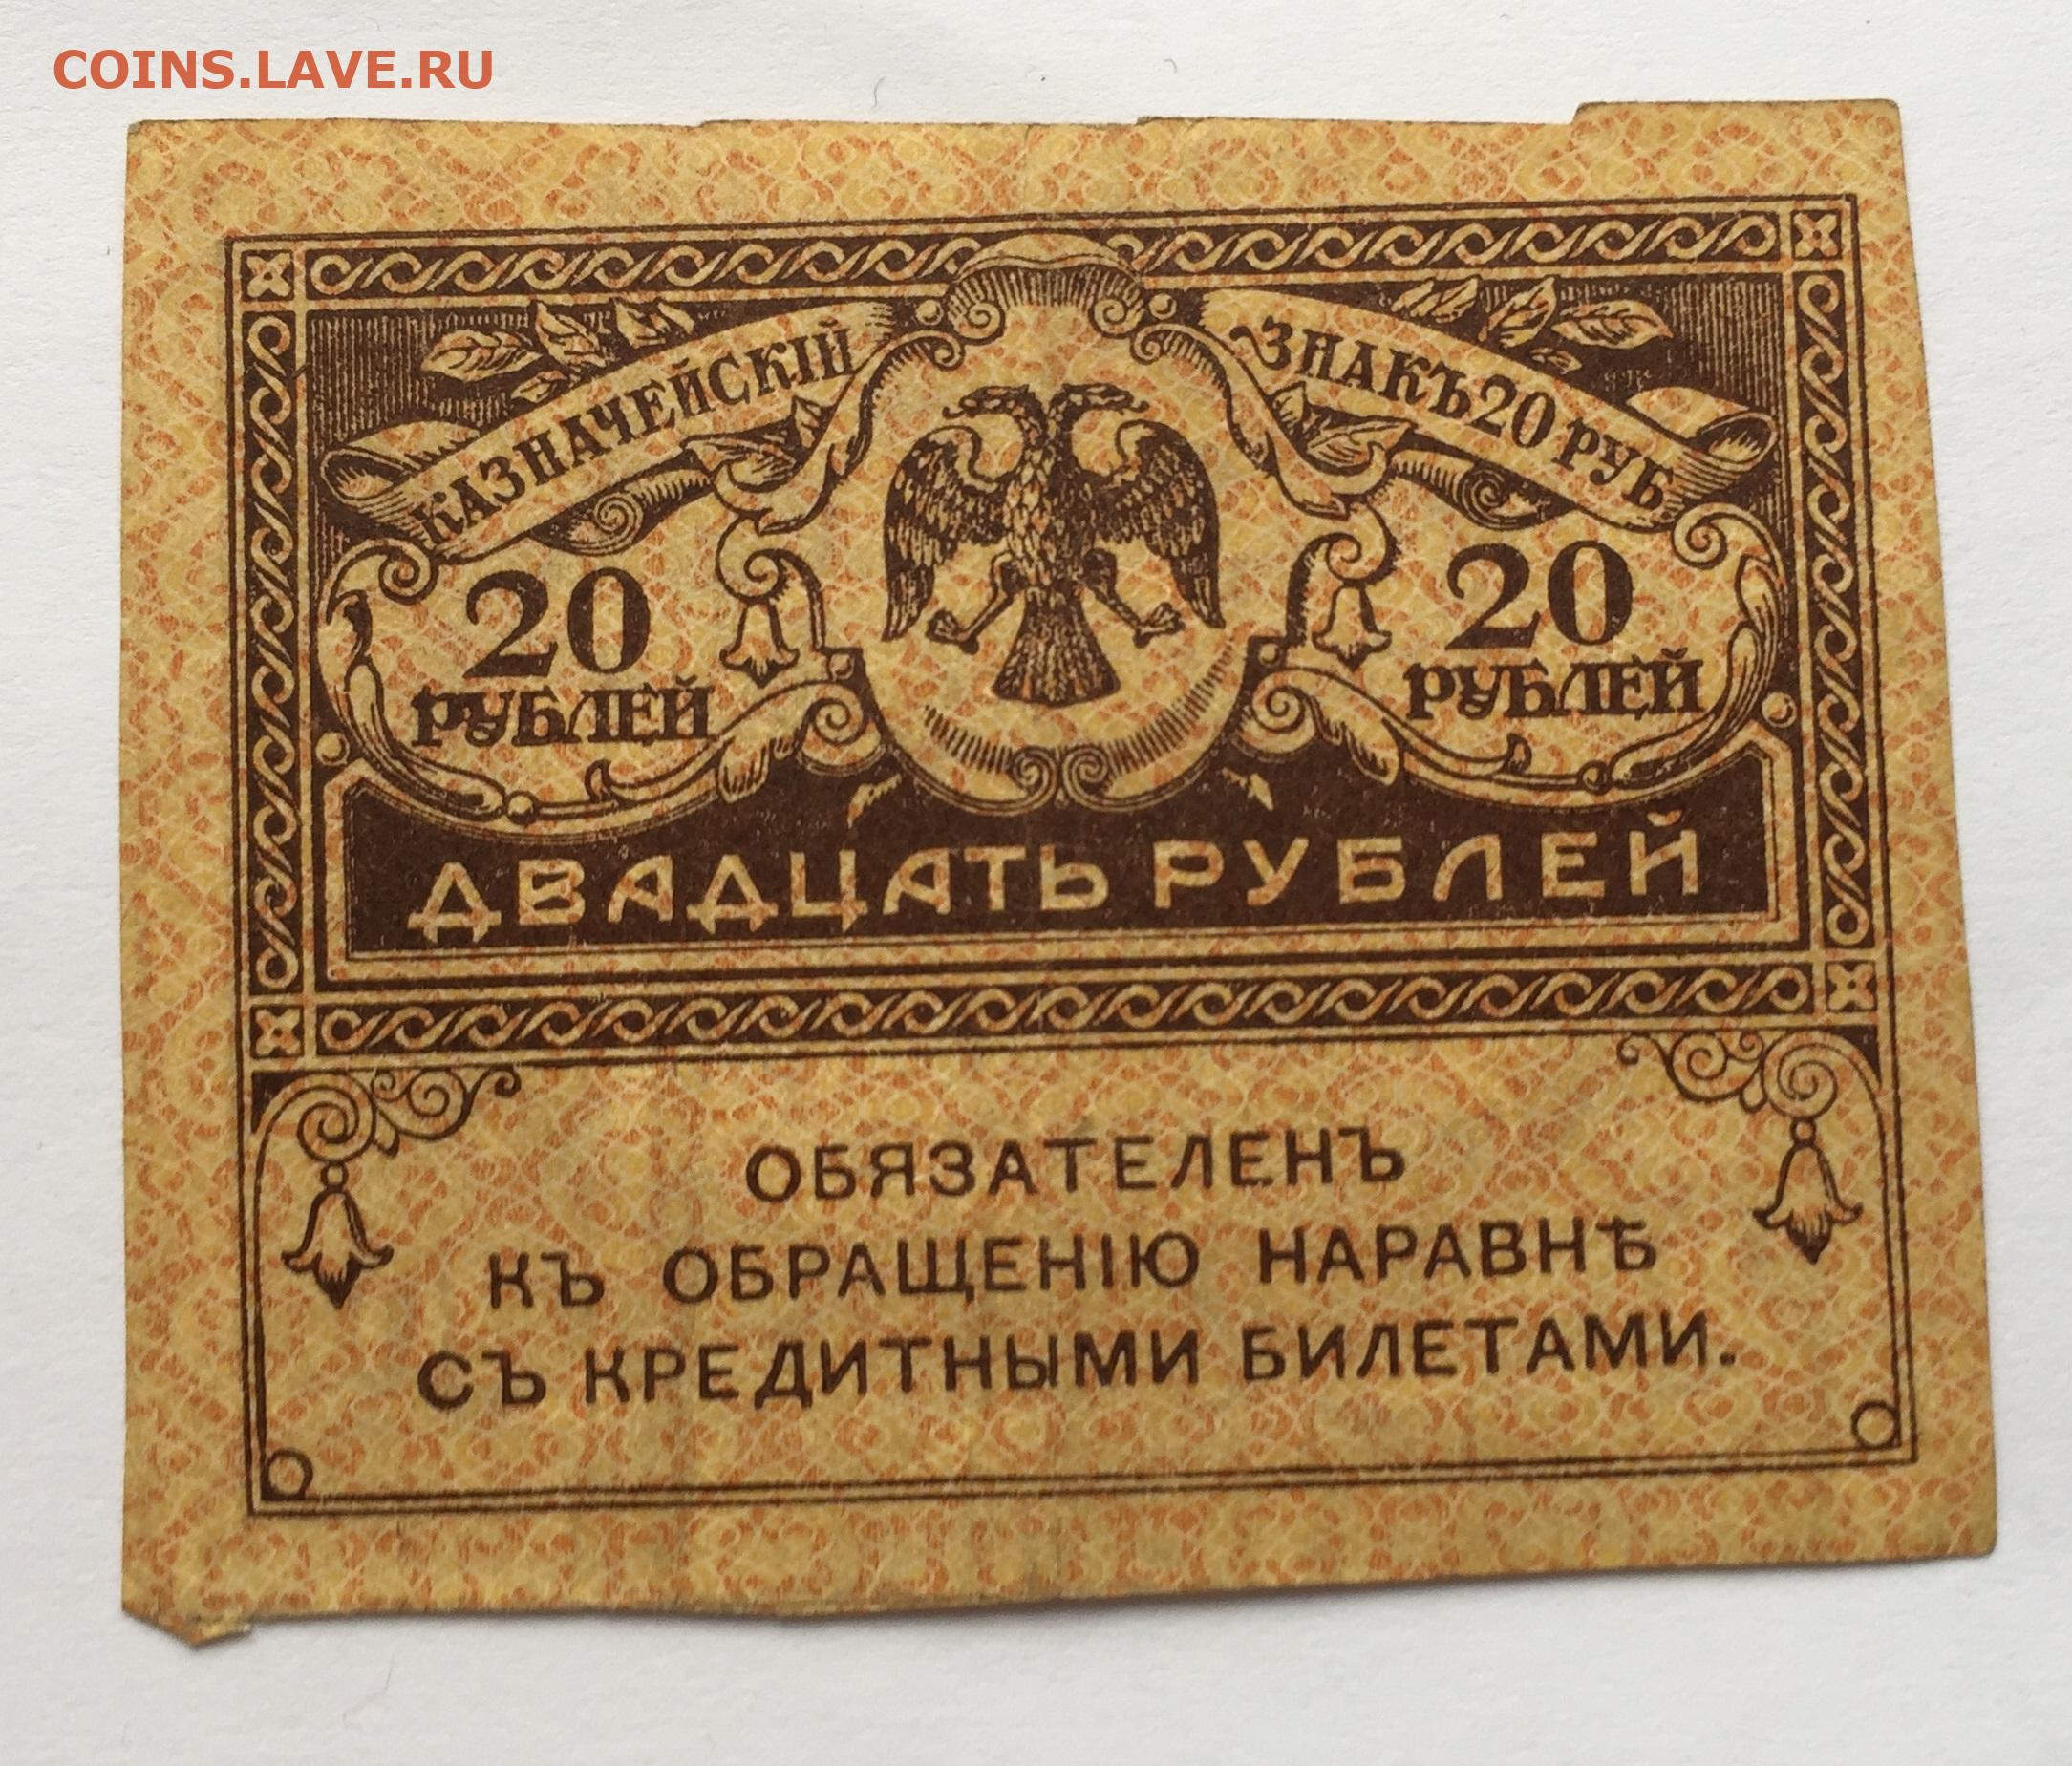 COINS.LAVE.RU
КАЗНАЧЕЙСКІЙ ЗНАКЪ 20 РУБ
20 20
РУБЛЕЙ РУБЛЕЙ
ДВАДЦАТЬ РУБЛЕЙ
ОБЯЗАТЕЛЕНЪ
КЪ ОБРАЩЕНІЮ НАРАВНѢ
СЪ КРЕДИТНЫМИ БИЛЕТАМИ.